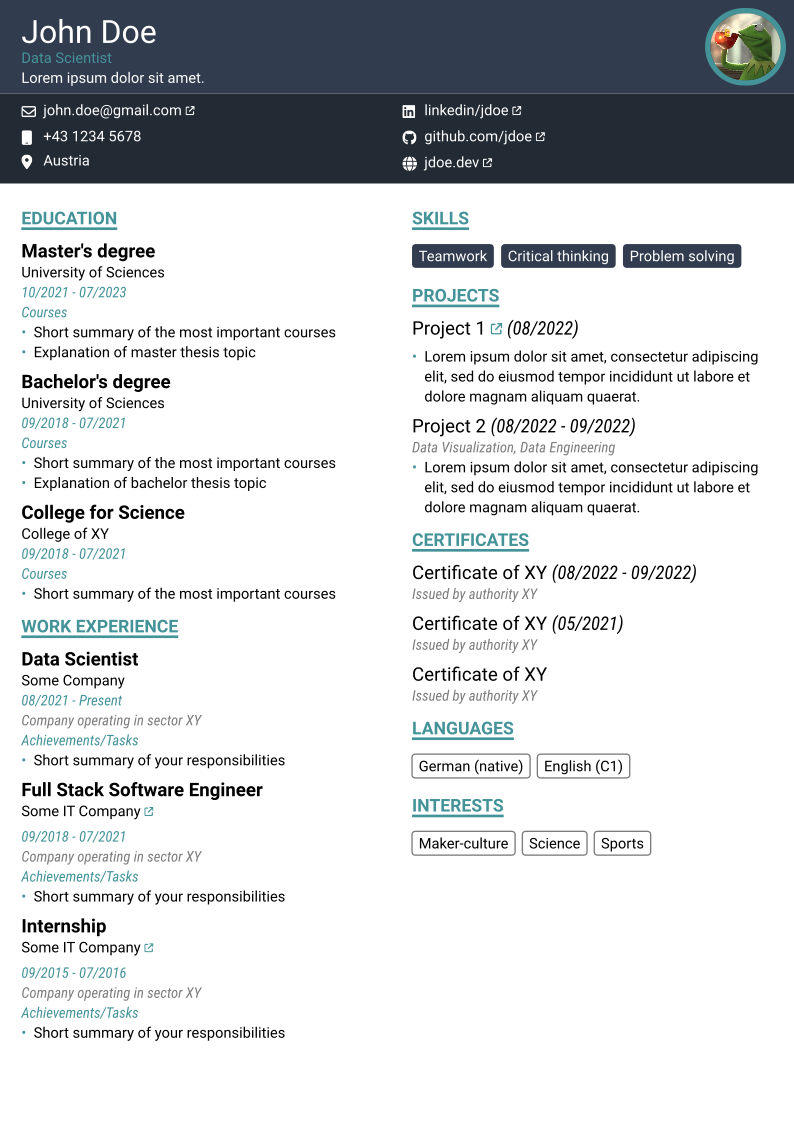 John Doe
Data Scientist
Lorem ipsum dolor sit amet.
john.doe@gmail.com
+43 1234 5678
Austria
linkedin/jdoe
github.com/jdoe
jdoe.dev
EDUCATION
Master's degree
University of Sciences
10/2021 - 07/2023
Courses
• Short summary of the most important courses
• Explanation of master thesis topic
Bachelor's degree
University of Sciences
09/2018 - 07/2021
Courses
• Short summary of the most important courses
• Explanation of bachelor thesis topic
College for Science
College of XY
09/2018 - 07/2021
Courses
• Short summary of the most important courses
WORK EXPERIENCE
Data Scientist
Some Company
08/2021 - Present
Company operating in sector XY
Achievements/Tasks
• Short summary of your responsibilities
Full Stack Software Engineer
Some IT Company
09/2018 - 07/2021
Company operating in sector XY
Achievements/Tasks
• Short summary of your responsibilities
Internship
Some IT Company
09/2015 - 07/2016
Company operating in sector XY
Achievements/Tasks
• Short summary of your responsibilities
SKILLS
Teamwork Critical thinking Problem solving
PROJECTS
Project 1 (08/2022)
• Lorem ipsum dolor sit amet, consectetur adipiscing
elit, sed do eiusmod tempor incididunt ut labore et
dolore magnam aliquam quaerat.
Project 2 (08/2022 - 09/2022)
Data Visualization, Data Engineering
• Lorem ipsum dolor sit amet, consectetur adipiscing
elit, sed do eiusmod tempor incididunt ut labore et
dolore magnam aliquam quaerat.
CERTIFICATES
Certificate of XY (08/2022 - 09/2022)
Issued by authority XY
Certificate of XY (05/2021)
Issued by authority XY
Certificate of XY
Issued by authority XY
LANGUAGES
German (native) English (C1)
INTERESTS
Maker-culture Science Sports